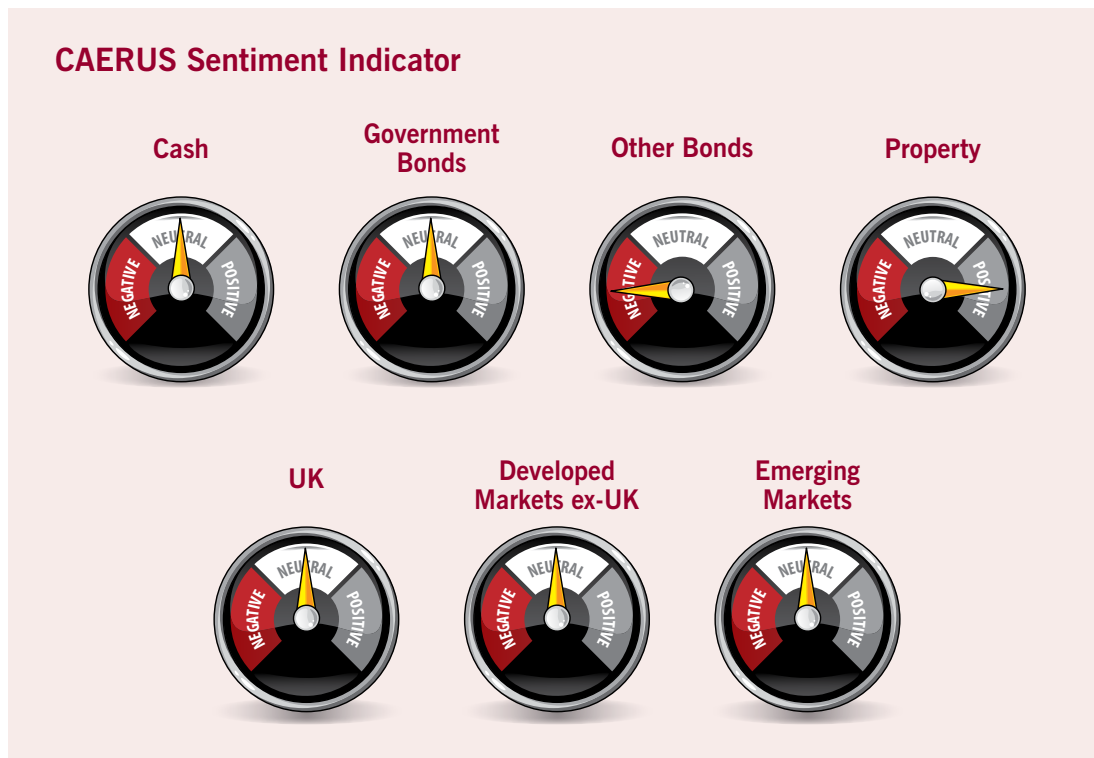 CAERUS Sentiment Indicator
Cash
Government
Bonds
Other Bonds
Property
NEGATIVE
NEUTRAL
POSITIVE
NEGATIVE
NEUTRAL
POSITIVE
NEGATIVE
NEUTRAL
POSITIVE
NEGATIVE
NEUTRAL
POSITIVE
UK
Developed
Markets ex-UK
Emerging
Markets
NEGATIVE
NEUTRAL
POSITIVE
NEGATIVE
NEUTRAL
POSITIVE
NEGATIVE
NEUTRAL
POSITIVE